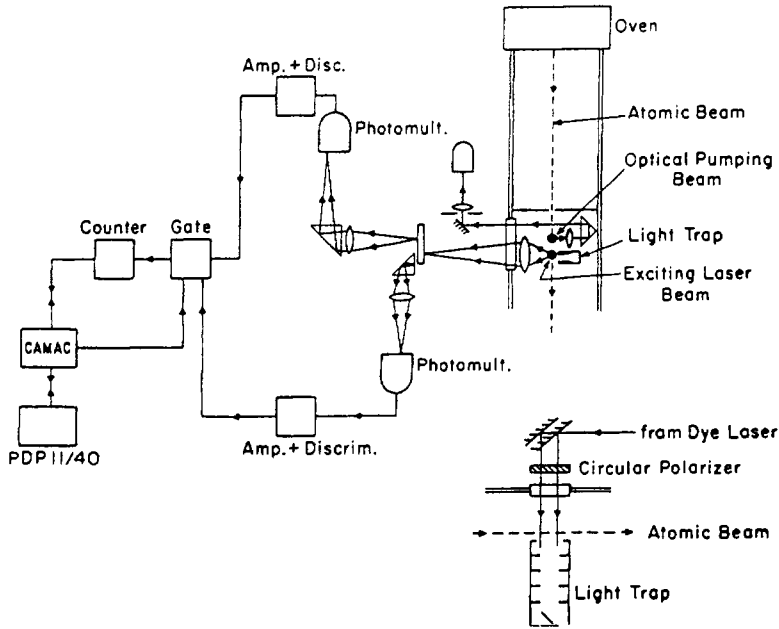 Oven
Amp. + Disc.
Photomult.
Atomic Beam
Optical Pumping
Beam
Counter
Gate
Light Trap
Exciting Laser
Beam
CAMAC
Photomult.
PDP 11/40
Amp. + Discrim.
fram Dye Laser
Circular Polarizer
Atomic Beam
Light Trap